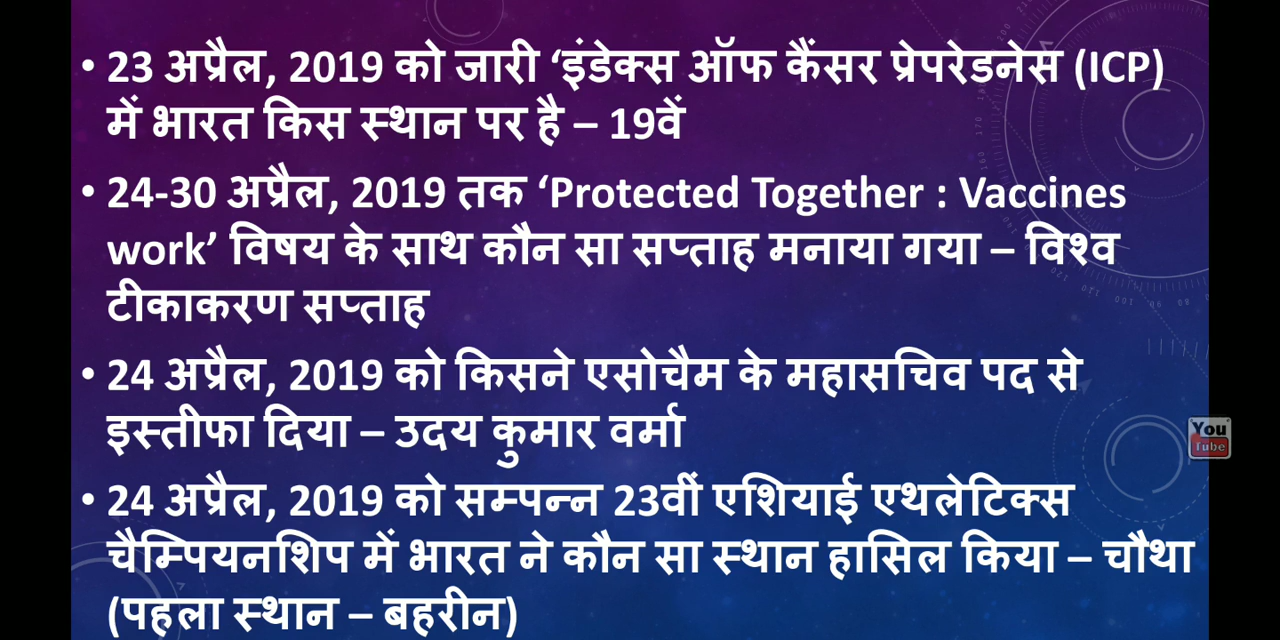 • 23 अप्रैल, 2019 को जारी ‘इंडेक्स ऑफ कैंसर प्रेपरेडनेस (ICP)
में भारत किस स्थान पर है – 19वें
• 24-30 अप्रैल, 2019 तक ‘Protected Together : Vaccines
work’ विषय के साथ कौन सा सप्ताह मनाया गया – विश्व
टीकाकरण सप्ताह
• 24 अप्रैल, 2019 को किसने एसोचैम के महासचिव पद से
इस्तीफा दिया – उदय कुमार वर्मा
You
Tube
• 24 अप्रैल, 2019 को सम्पन्न 23वीं एशियाई एथलेटिक्स
चैम्पियनशिप में भारत ने कौन सा स्थान हासिल किया – चौथा
(पहला स्थान – बहरीन)